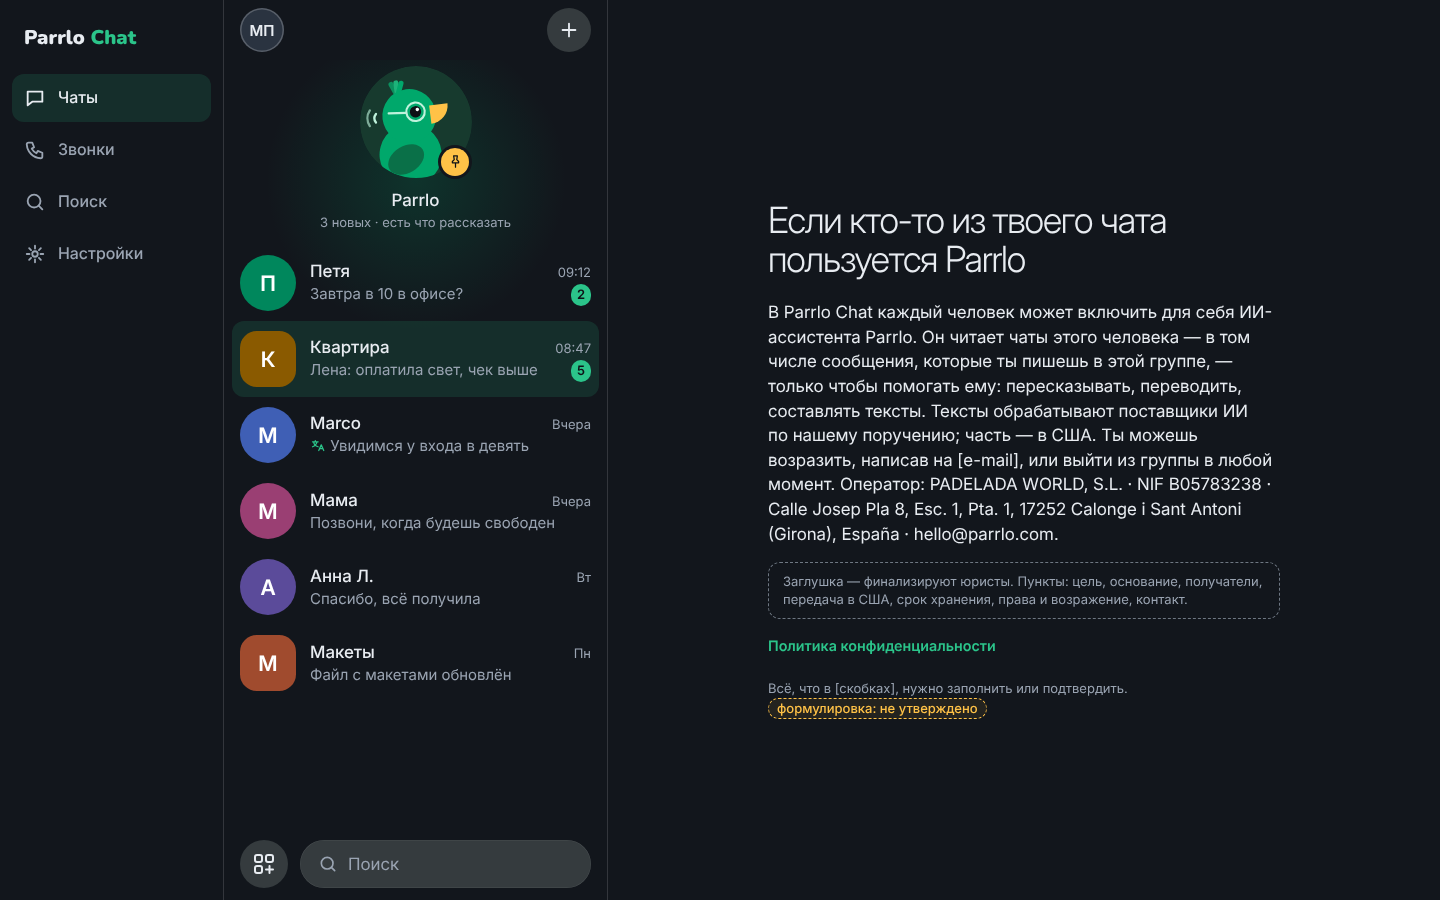 Parrlo Chat
Чаты
Звонки
Поиск
Настройки
МП
Parrlo
3 новых · есть что рассказать
П
Петя
09:12
Завтра в 10 в офисе?
2
К
Квартира
08:47
Лена: оплатила свет, чек выше
5
M
Marco
Вчера
Увидимся у входа в девять
М
Мама
Вчера
Позвони, когда будешь свободен
А
Анна Л.
Вт
Спасибо, всё получила
М
Макеты
Пн
Файл с макетами обновлён
Поиск
Если кто-то из твоего чата
пользуется Parrlo
В Parrlo Chat каждый человек может включить для себя ИИ-
ассистента Parrlo. Он читает чаты этого человека — в том
числе сообщения, которые ты пишешь в этой группе, —
только чтобы помогать ему: пересказывать, переводить,
составлять тексты. Тексты обрабатывают поставщики ИИ
по нашему поручению; часть — в США. Ты можешь
возразить, написав на [e-mail], или выйти из группы в любой
момент. Оператор: PADELADA WORLD, S.L. · NIF B05783238 ·
Calle Josep Pla 8, Esc. 1, Pta. 1, 17252 Calonge i Sant Antoni
(Girona), España · hello@parrlo.com.
Заглушка — финализируют юристы. Пункты: цель, основание, получатели,
передача в США, срок хранения, права и возражение, контакт.
Политика конфиденциальности
Всё, что в [скобках], нужно заполнить или подтвердить.
формулировка: не утверждено